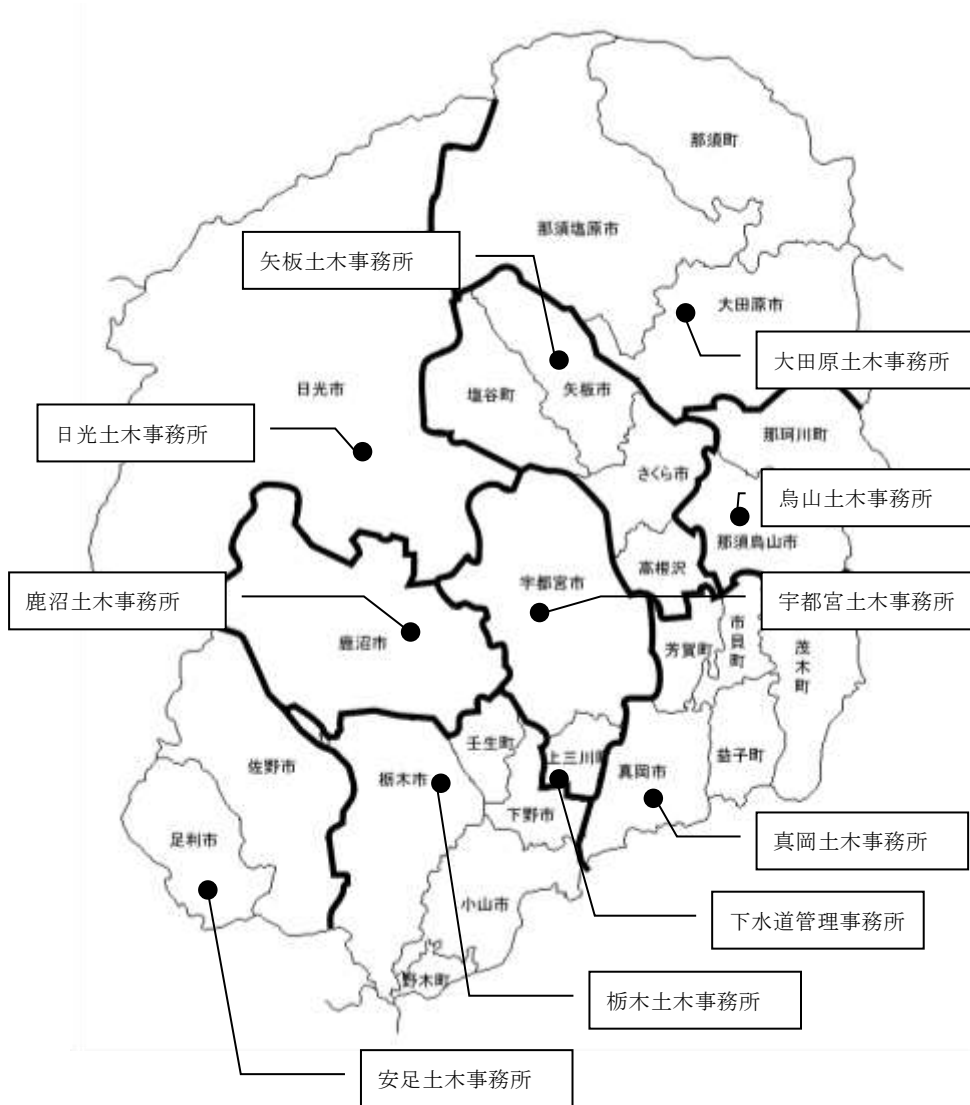 那須町
那須塩原市
矢板土木事務所
大田原市
大田原土木事務所
日光市
塩谷町
矢板市
日光土木事務所
那珂川町
さくら市
烏山土木事務所
那須烏山市
高根沢
宇都宮市
鹿沼土木事務所
宇都宮土木事務所
鹿沼市
芳賀町
市貝町
茂木町
壬生町
上三川町
益子町
佐野市
栃木市
真岡市
下野市
足利市
真岡土木事務所
小山市
下水道管理事務所
野木町
栃木土木事務所
安足土木事務所